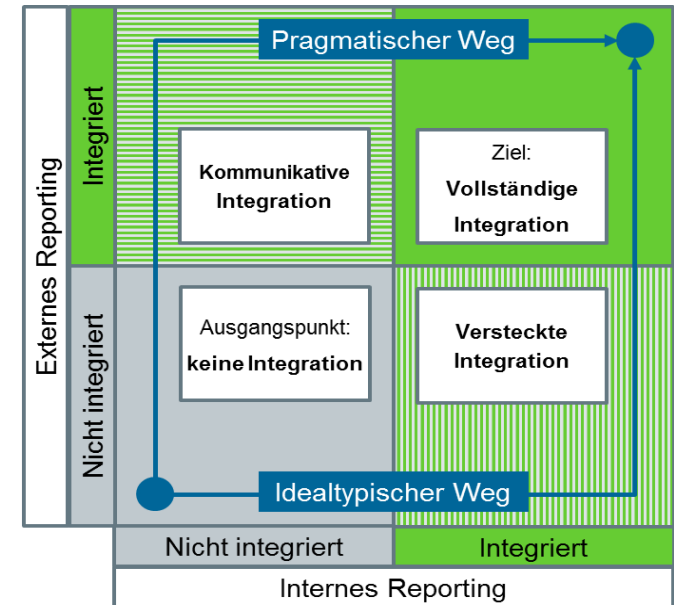 Externes Reporting
Integriert
Nicht integriert
Pragmatischer Weg
Kommunikative
Integration
Ziel:
Vollständige
Integration
Ausgangspunkt:
keine Integration
Versteckte
Integration
Idealtypischer Weg
Nicht integriert
Integriert
Internes Reporting